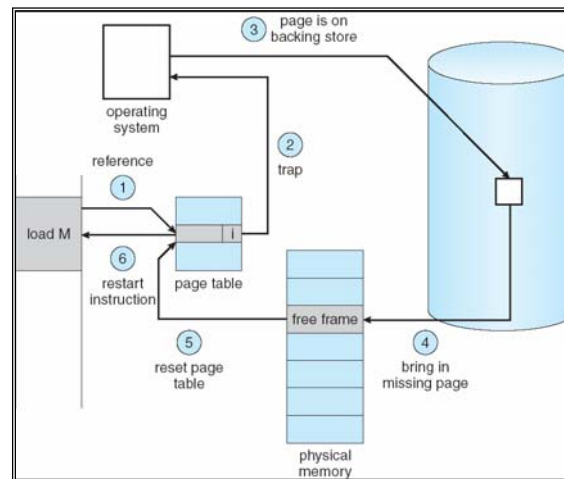 3
page is on
backing store
operating
system
2
trap
reference
1
load M
i
6
restart
instruction
page table
free frame
5
reset page
table
4
bring in
missing page
physical
memory